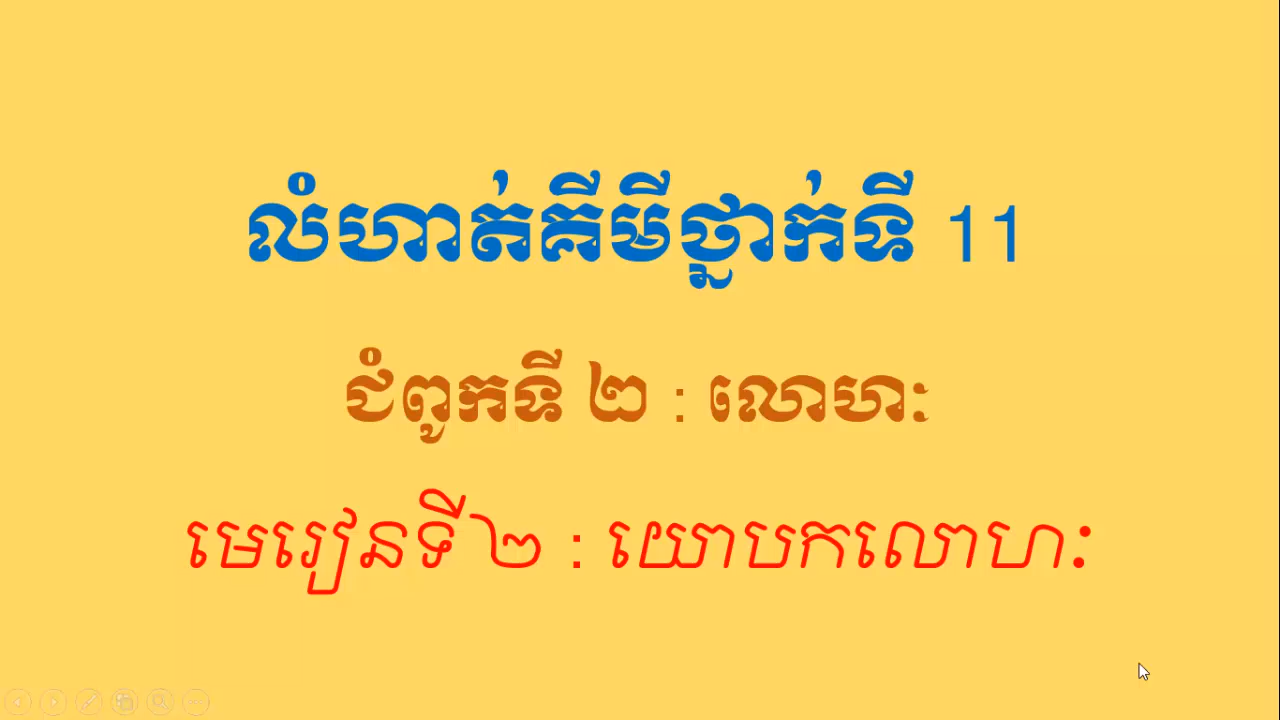 លំហាត់គីមីថ្នាក់ទី 11
ជំពូកទី ២ : លោហៈ
មេរៀនទី ២ : យោបកលោហៈ